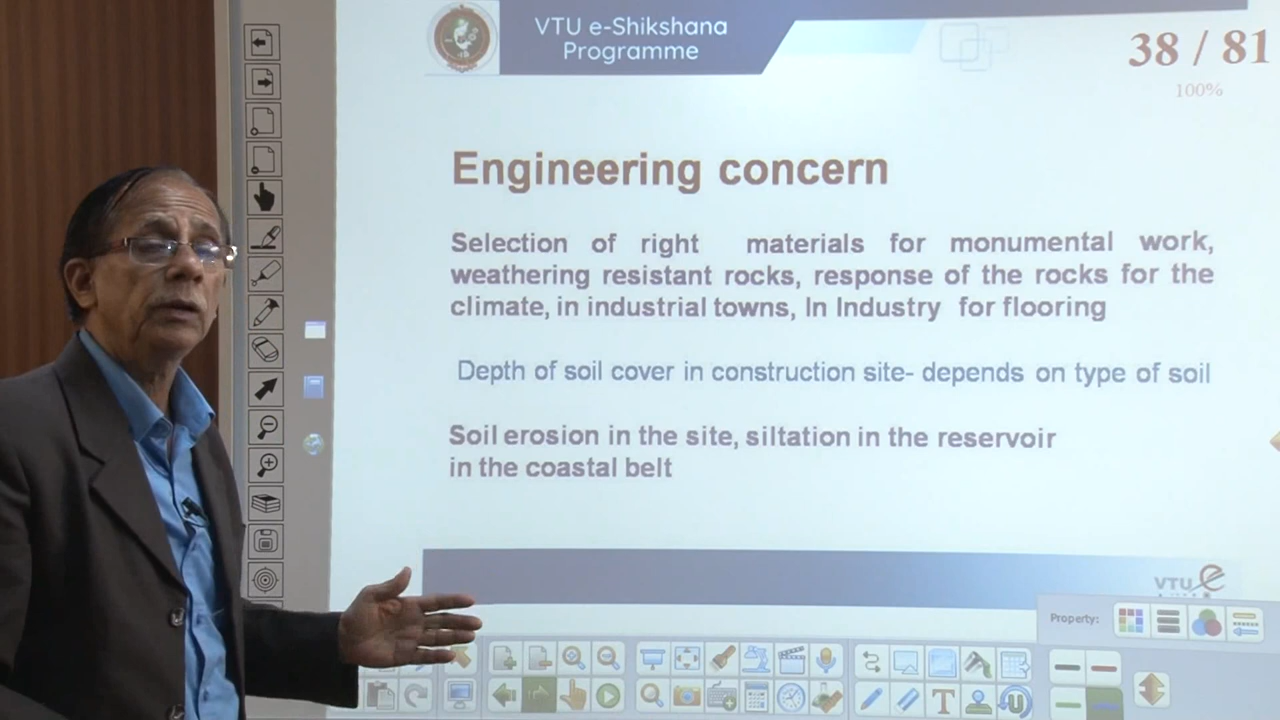 VTU e-Shikshana
Programme
38 / 81
100%
Engineering concern
Selection of right materials for monumental work,
weathering resistant rocks, response of the rocks for the
climate, in industrial towns, In Industry for flooring
Depth of soil cover in construction site- depends on type of soil
Soil erosion in the site, siltation in the reservoir
in the coastal belt
VTU e
Property:
T